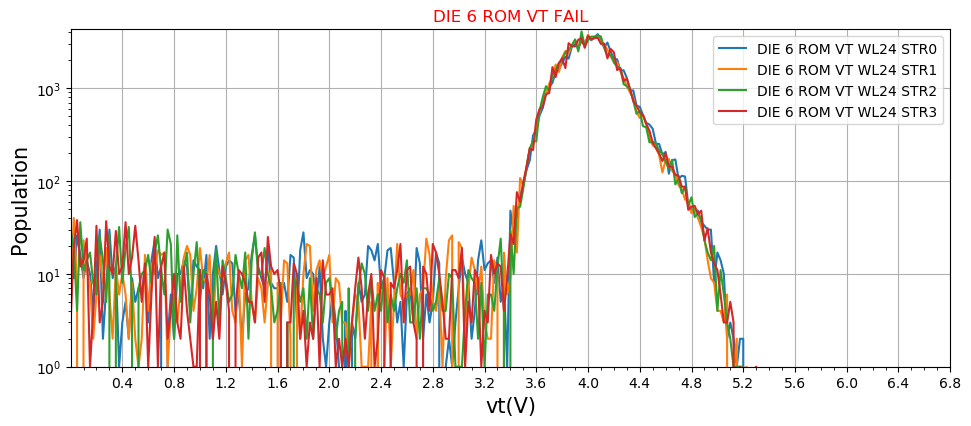 DIE 6 ROM VT FAIL
DIE 6 ROM VT WL24 STR0
DIE 6 ROM VT WL24 STR1
DIE 6 ROM VT WL24 STR2
DIE 6 ROM VT WL24 STR3
Population
10³
10²
10¹
10⁰
0.4 0.8 1.2 1.6 2.0 2.4 2.8 3.2 3.6 4.0 4.4 4.8 5.2 5.6 6.0 6.4 6.8
vt(V)